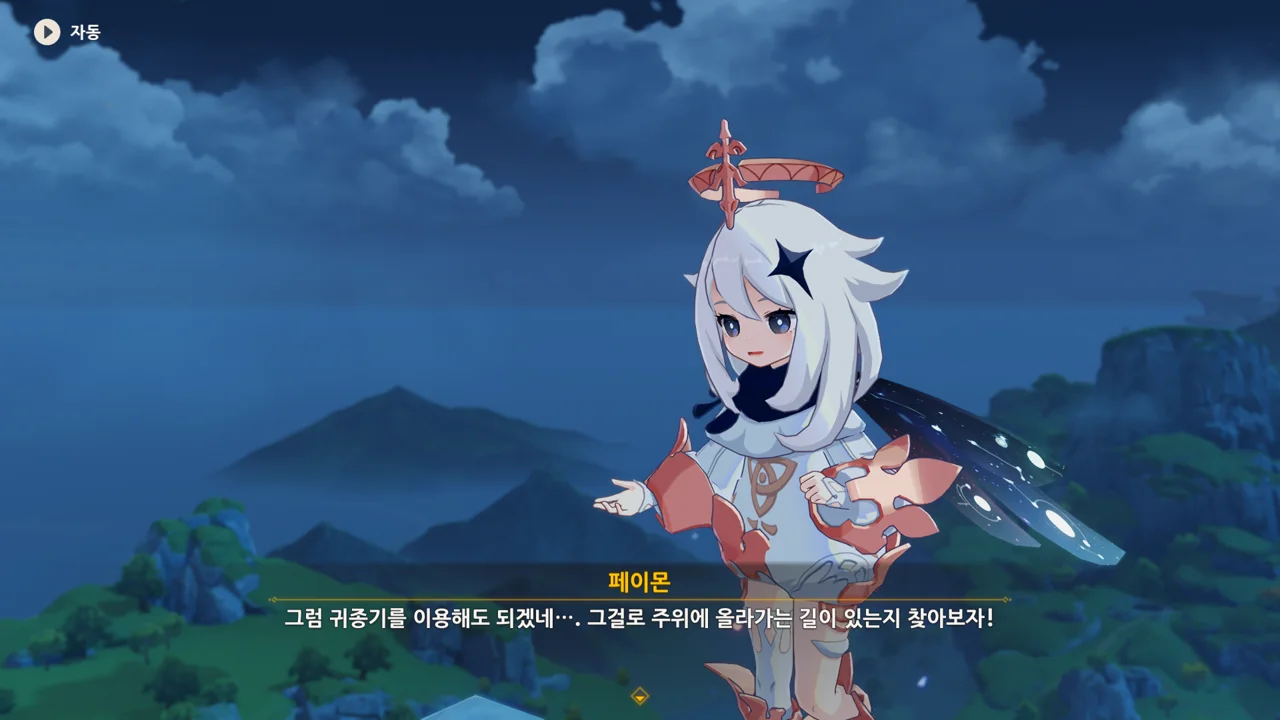 자동
페이몬
그럼 귀종기를 이용해도 되겠네…. 그걸로 주위에 올라가는 길이 있는지 찾아보자!